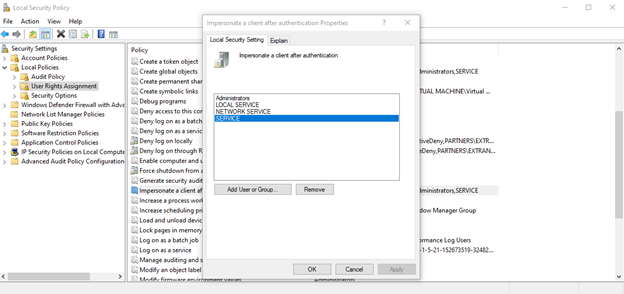 Local Security Policy
File Action View Help
Security Settings
Account Policies
Local Policies
Audit Policy
User Rights Assignment
Security Options
Windows Defender Firewall with Adva
Network List Manager Policies
Public Key Policies
Software Restriction Policies
Application Control Policies
IP Security Policies on Local Compute
Advanced Audit Policy Configuration
Policy
Create a token object
Create global objects
dministrators,SERVICE
Create permanent shar
Create symbolic links
TUAL MACHINE\Virtual ...
Debug programs
Deny access to this con
Deny log on as a batch
Deny log on as a servic
Deny log on locally
tiveDeny,PARTNERS\EXTR...
Deny log on through R
eDeny,PARTNERS\EXTRAN...
Enable computer and u
Force shutdown from a
Generate security audit
Impersonate a client af
dministrators,SERVICE
Increase a process work
Increase scheduling pri
dow Manager Group
Load and unload devic
Lock pages in memory
Log on as a batch job
ormance Log Users
Log on as a service
-1-5-21-152673519-32482...
Manage auditing and s
Modify an object label
Modify firmware environment values
Administrators
Impersonate a client after authentication Properties
? ×
Local Security Setting Explain
Impersonate a client after authentication
Administrators
LOCAL SERVICE
NETWORK SERVICE
SERVICE
Add User or Group... Remove
OK Cancel Apply